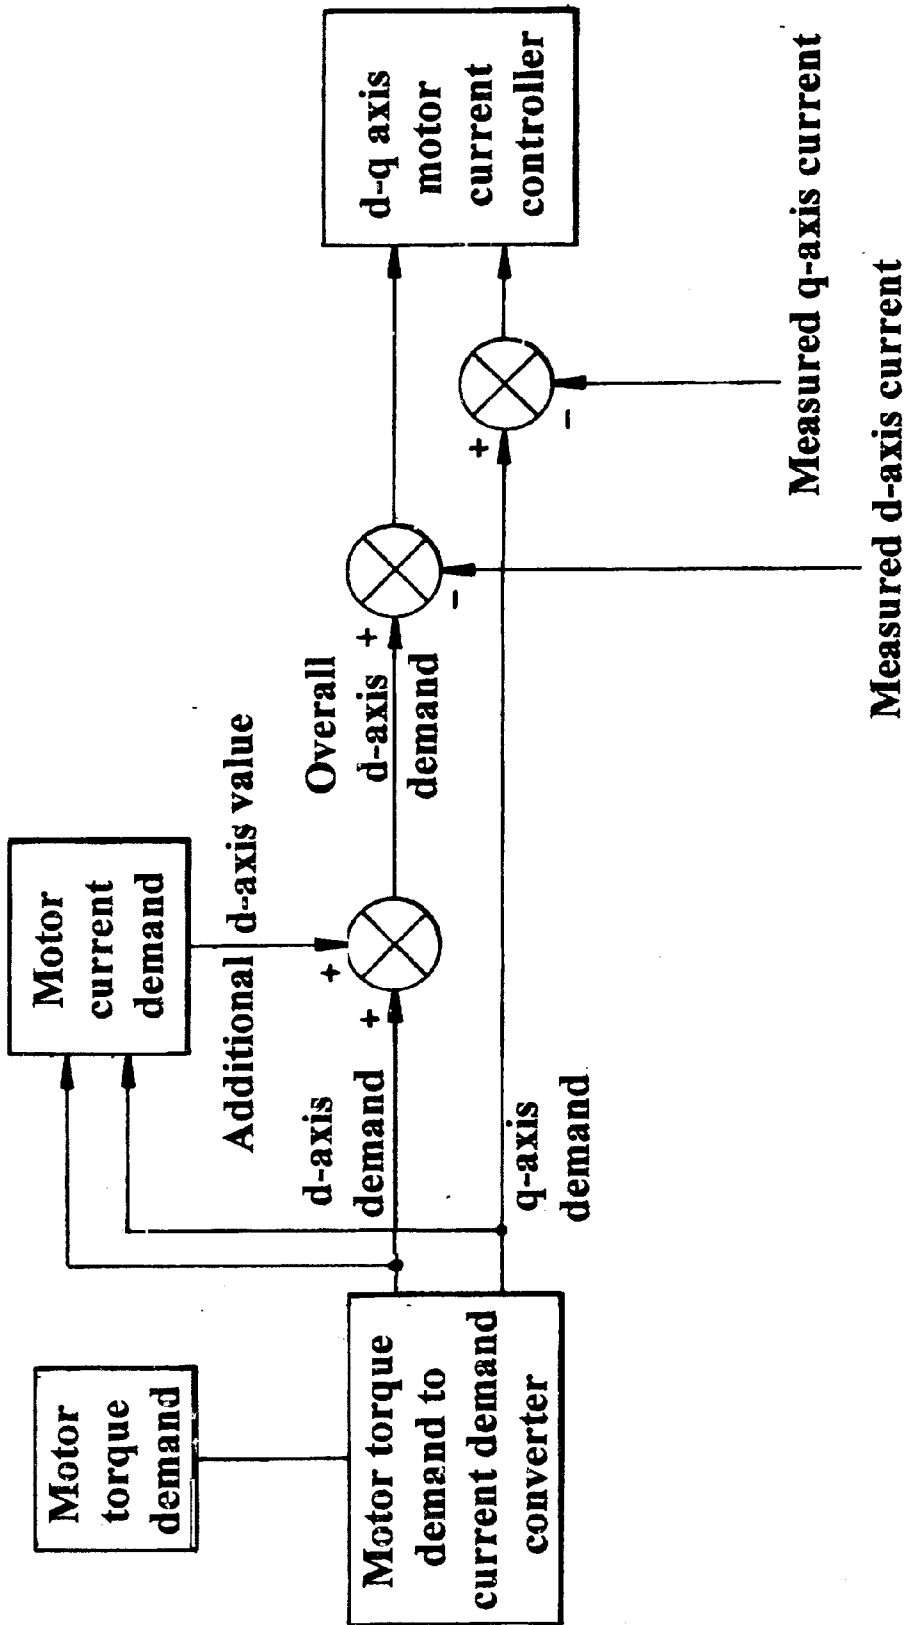 Motor
torque
demand
Motor torque
demand to
current demand
converter
Motor
current
demand
Additional d-axis value
d-axis
demand
q-axis
demand
+
+
Overall
d-axis
demand
+
-
+
-
d-q axis
motor
current
controller
Measured q-axis current
Measured d-axis current